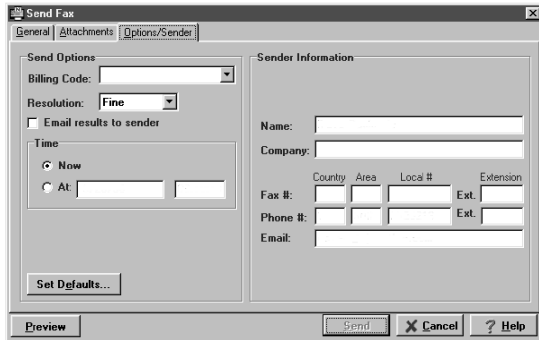 Send Fax
General Attachments Options/Sender
Send Options
Billing Code:
Resolution: Fine
Email results to sender
Time
Now
At:
Set Defaults...
Sender Information
Name:
Company:
Country Area Local # Extension
Fax #: Ext.
Phone #: Ext.
Email:
Preview Send Cancel ? Help